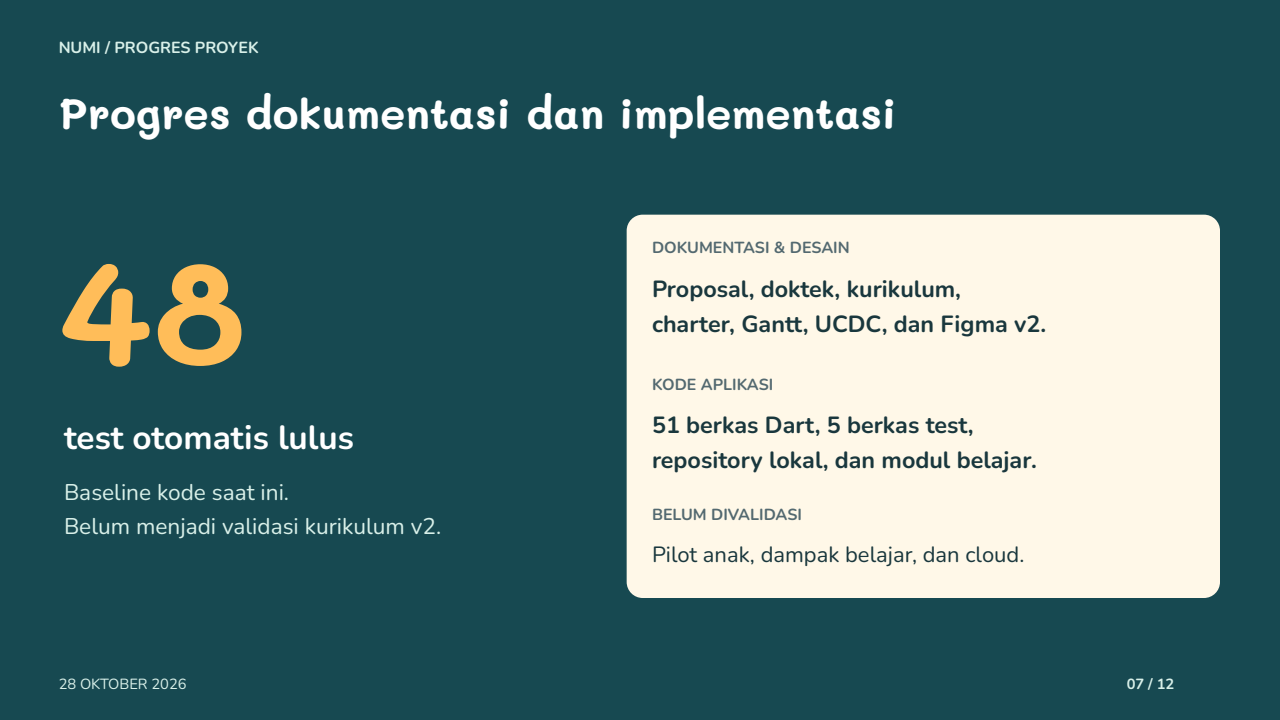 NUMI / PROGRES PROYEK
Progres dokumentasi dan implementasi
48
test otomatis lulus
Baseline kode saat ini.
Belum menjadi validasi kurikulum v2.
DOKUMENTASI & DESAIN
Proposal, doktek, kurikulum,
charter, Gantt, UCDC, dan Figma v2.
KODE APLIKASI
51 berkas Dart, 5 berkas test,
repository lokal, dan modul belajar.
BELUM DIVALIDASI
Pilot anak, dampak belajar, dan cloud.
28 OKTOBER 2026
07 / 12